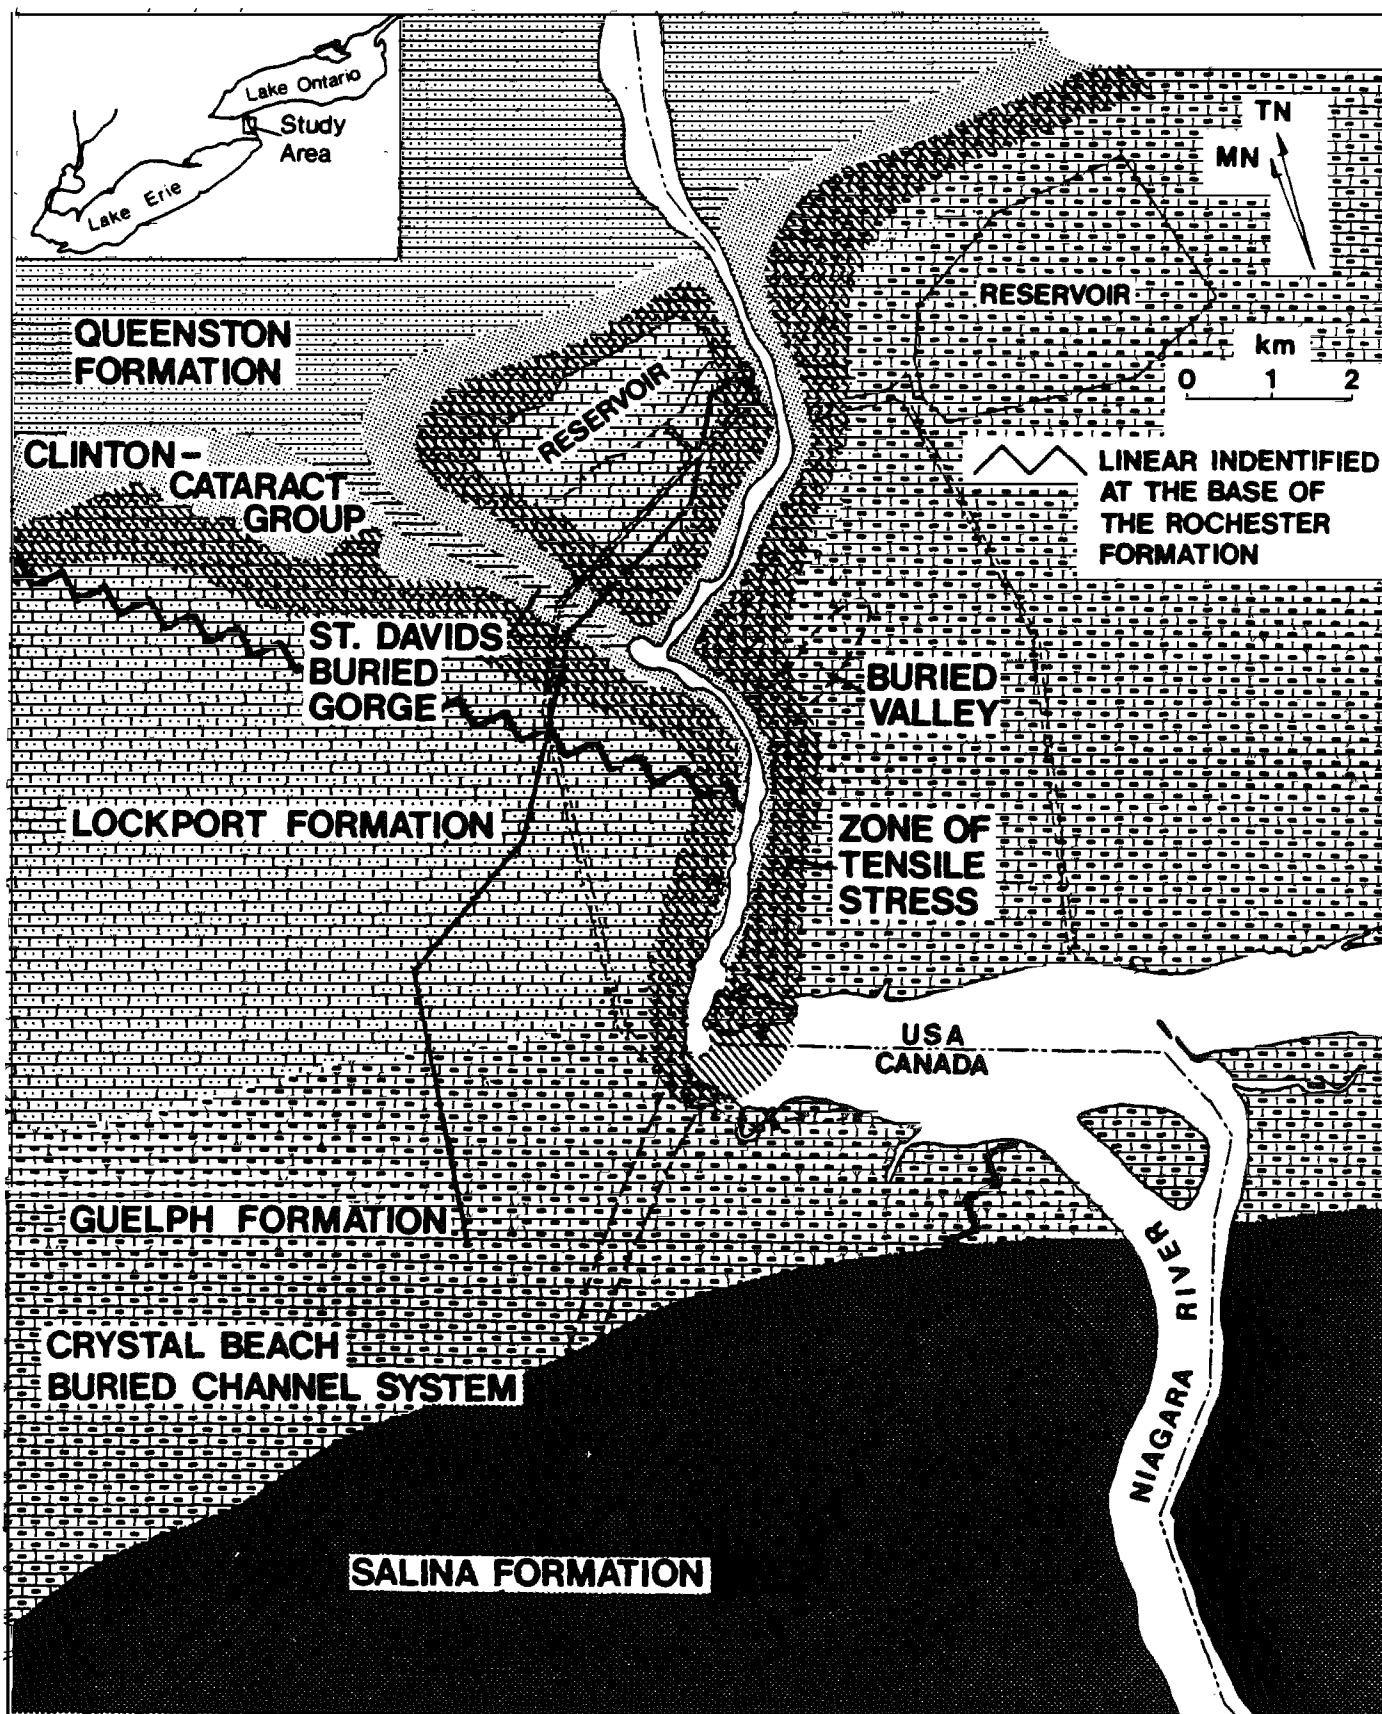 Lake Ontario
Study
Area
Lake Erie
TN
MN
RESERVOIR
km
0 1 2
QUEENSTON
FORMATION
RESERVOIR
CLINTON-
CATARACT
GROUP
LINEAR INDENTIFIED
AT THE BASE OF
THE ROCHESTER
FORMATION
ST. DAVIDS
BURIED
GORGE
BURIED
VALLEY
LOCKPORT FORMATION
ZONE OF
TENSILE
STRESS
USA
CANADA
GUELPH FORMATION
NIAGARA RIVER
CRYSTAL BEACH
BURIED CHANNEL SYSTEM
SALINA FORMATION